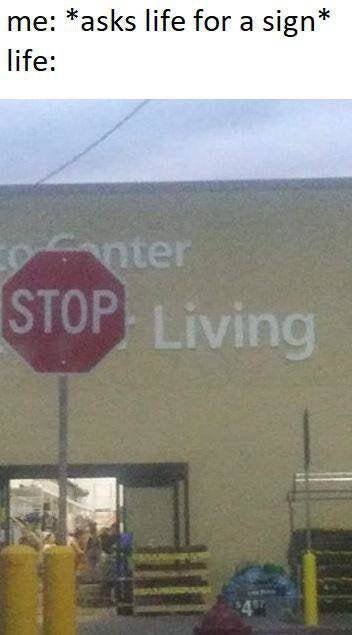 me: *asks life for a sign*
life:
Center
STOP
Living